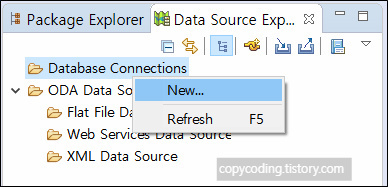 Package Explorer
Data Source Exp...
Database Connections
New...
ODA Data So
Refresh F5
Flat File Da
Web Services Data Source
XML Data Source
copycoding.tistory.com